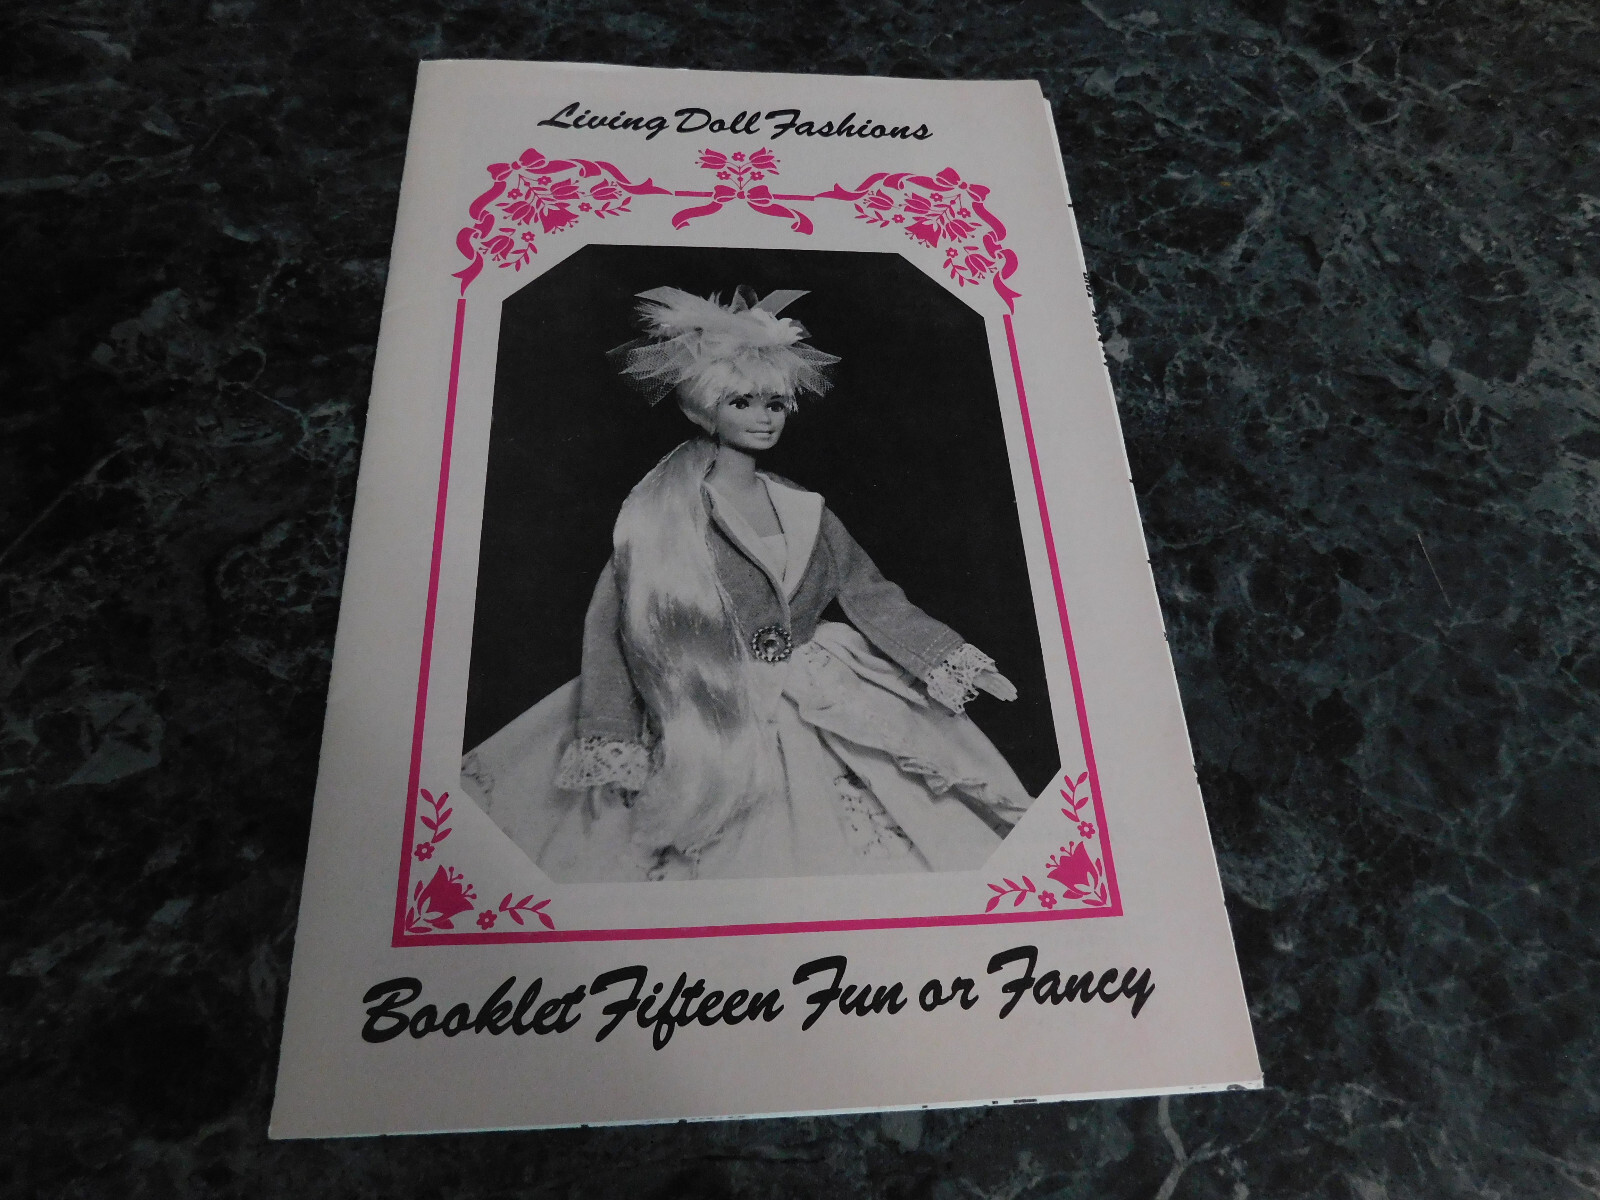 Living Doll Fashions
Booklet Fifteen Fun or Fancy